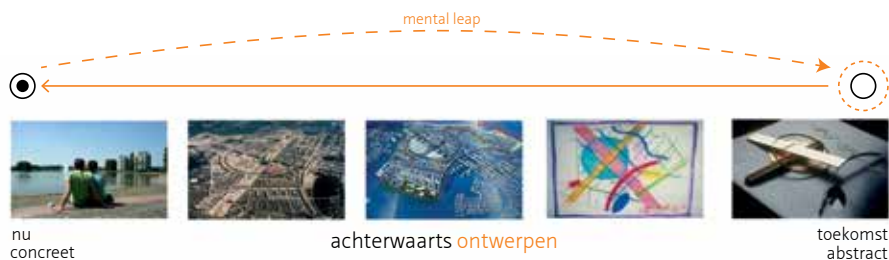 mental leap
nu
concreet
achterwaarts ontwerpen
toekomst
abstract